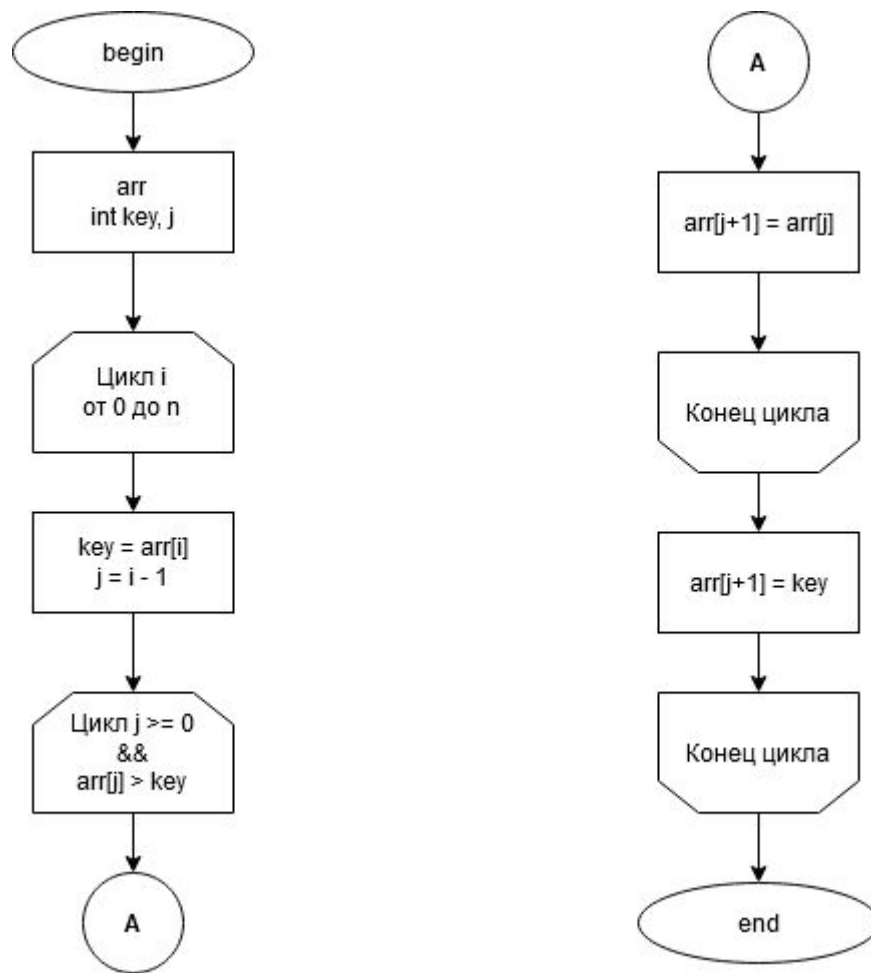 begin
arr
int key, j
Цикл i
от 0 до n
key = arr[i]
j = i - 1
Цикл j >= 0
&&
arr[j] > key
A
A
arr[j+1] = arr[j]
Конец цикла
arr[j+1] = key
Конец цикла
end